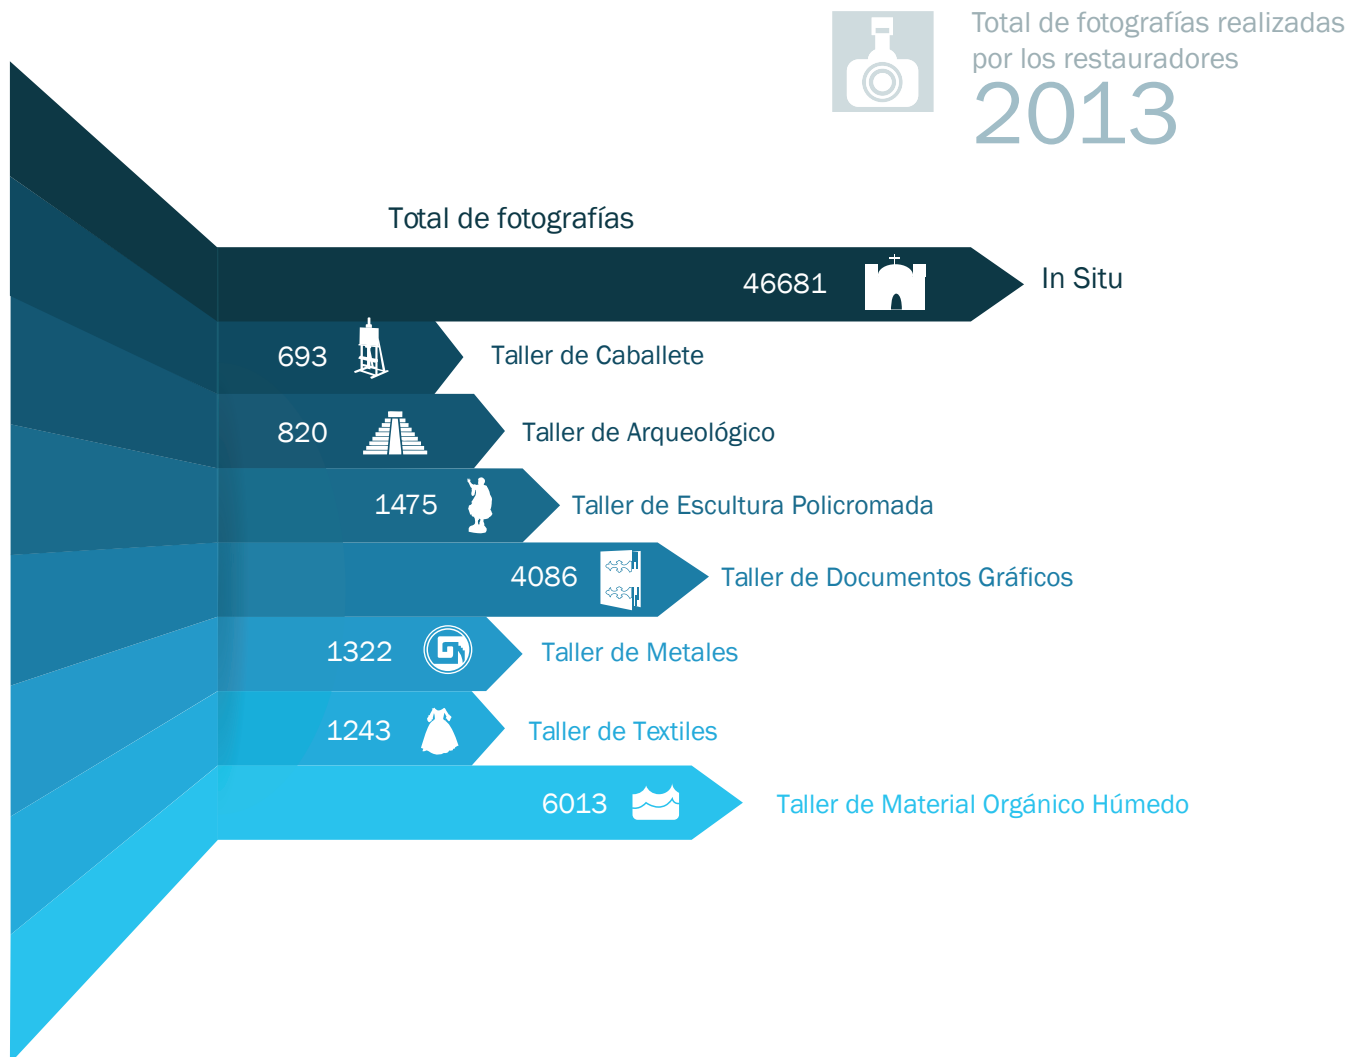 Total de fotografías realizadas
por los restauradores
2013
Total de fotografías
46681
In Situ
693
Taller de Caballete
820
Taller de Arqueológico
1475
Taller de Escultura Policromada
4086
Taller de Documentos Gráficos
1322
Taller de Metales
1243
Taller de Textiles
6013
Taller de Material Orgánico Húmedo